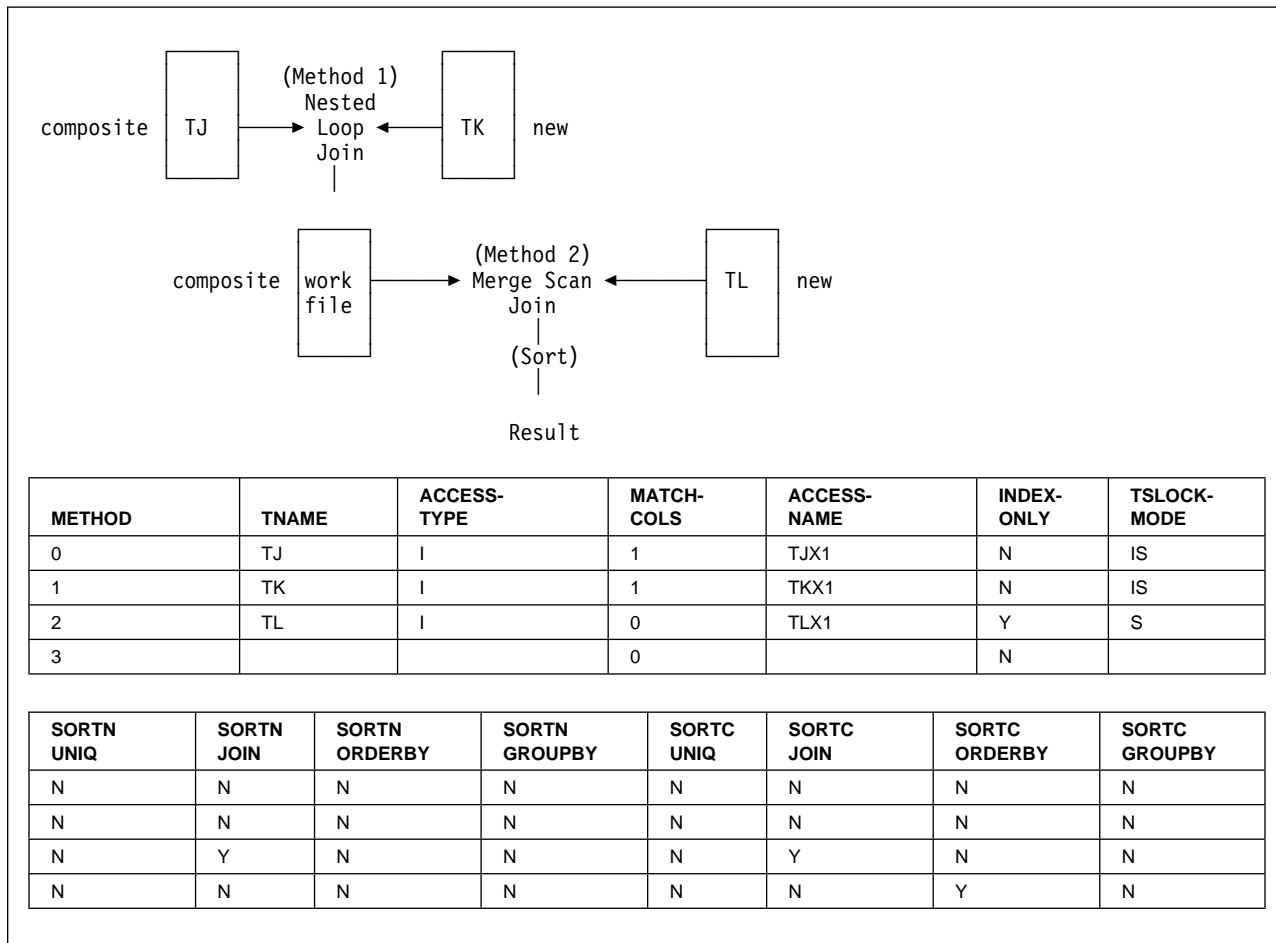 (Method 1)
Nested
composite TJ Loop TK new
Join
(Method 2)
composite work Merge Scan TL new
file Join
(Sort)
Result
METHOD TNAME ACCESS-TYPE MATCH-COLS ACCESS-NAME INDEX-ONLY TSLOCK-MODE
0 TJ I 1 TJX1 N IS
1 TK I 1 TKX1 N IS
2 TL I 0 TLX1 Y S
3 0 N
SORTN UNIQ SORTN JOIN SORTN ORDERBY SORTN GROUPBY SORTC UNIQ SORTC JOIN SORTC ORDERBY SORTC GROUPBY
N N N N N N N N
N N N N N N N N
N Y N N N Y N N
N N N N N N Y N